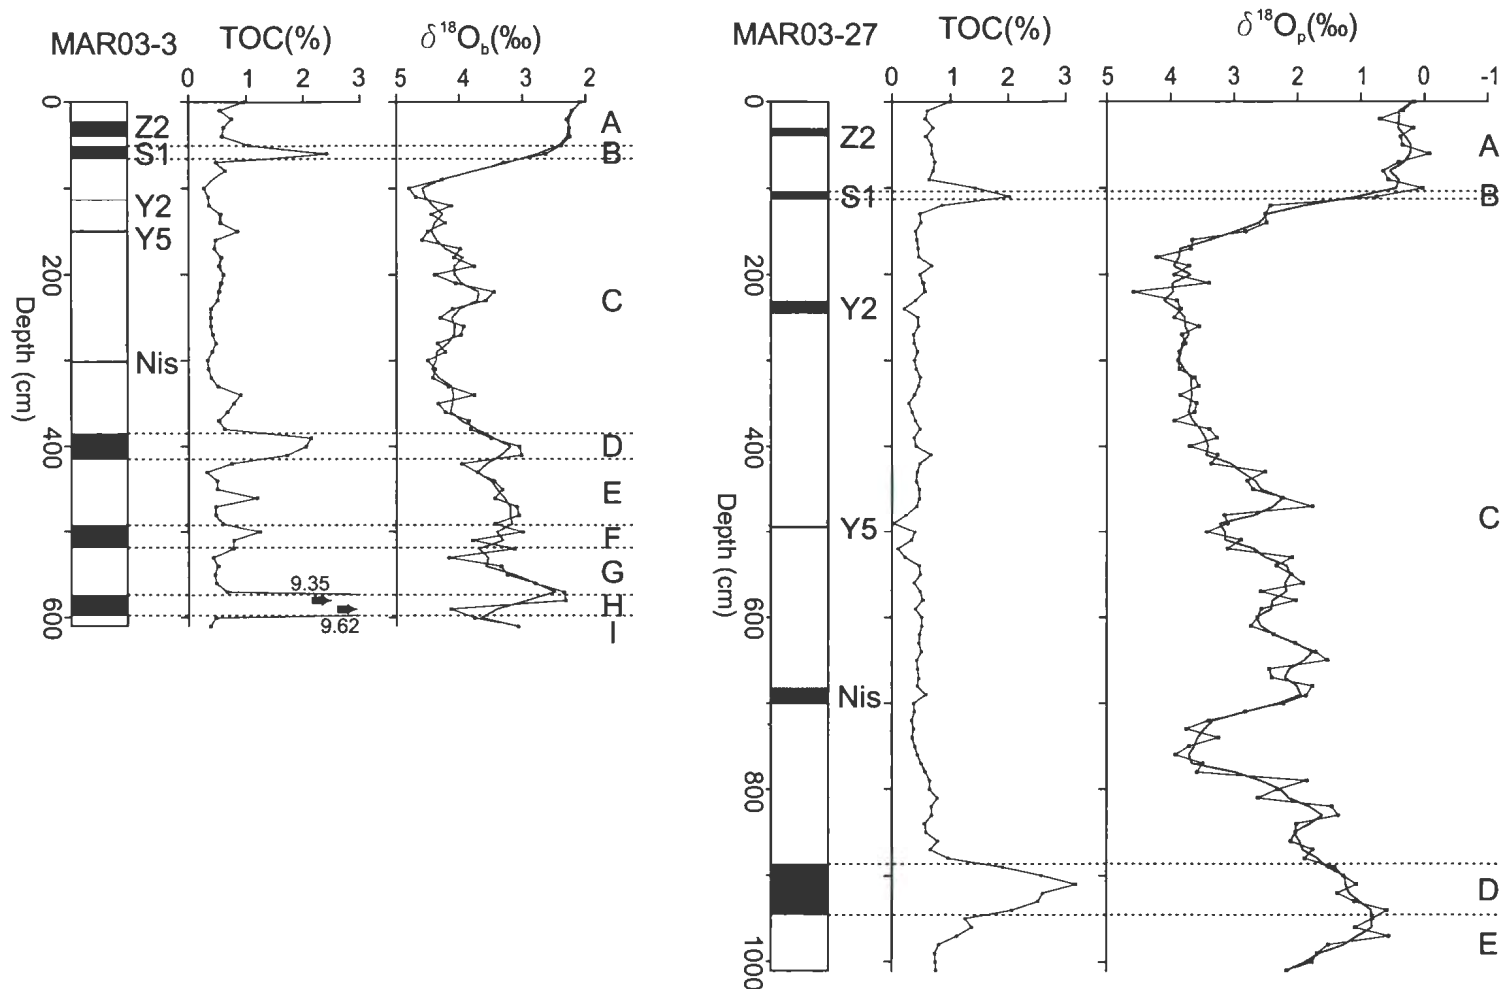 MAR03-3 TOC(%) δ¹⁸O_b(‰)
0 1 2 3 5 4 3 2
0
Z2 A
S1 B
Y2
Y5
200
C
Nis
Depth (cm)
400 D
E
F
G
9.35
H
600 9.62
I
MAR03-27 TOC(%) δ¹⁸O_p(‰)
0 1 2 3 5 4 3 2 1 0 -1
0
Z2 A
S1 B
200
Y2
400
Depth (cm)
Y5 C
600
Nis
800
D
E
1000